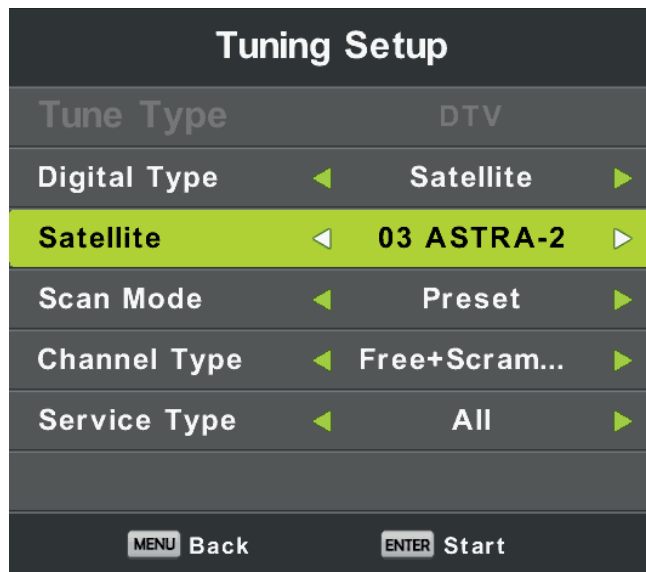 Tuning Setup
Tune Type DTV
Digital Type Satellite
Satellite 03 ASTRA-2
Scan Mode Preset
Channel Type Free+Scram...
Service Type All
MENU Back ENTER Start